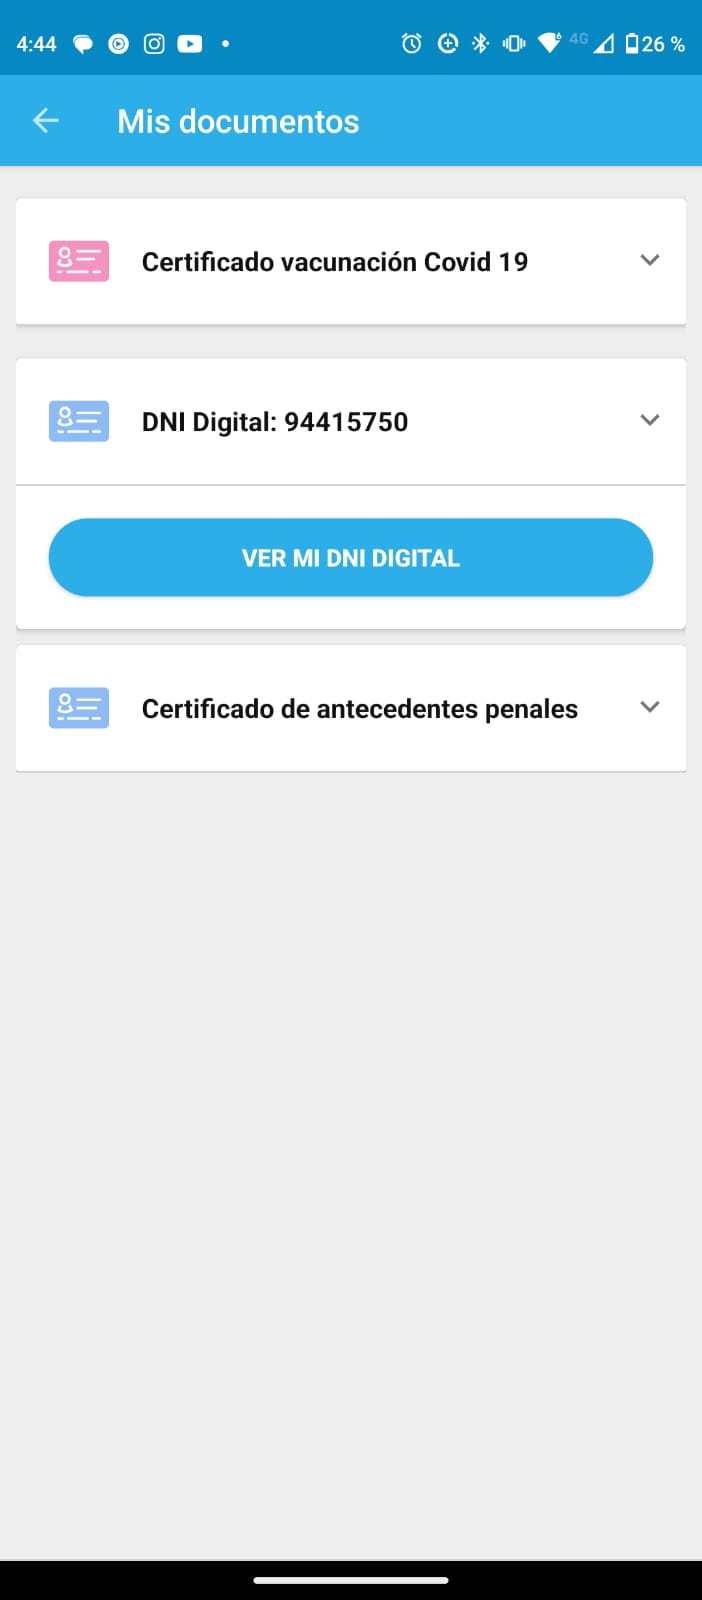 4:44 4G 26 %
Mis documentos
Certificado vacunación Covid 19
DNI Digital: 94415750
VER MI DNI DIGITAL
Certificado de antecedentes penales